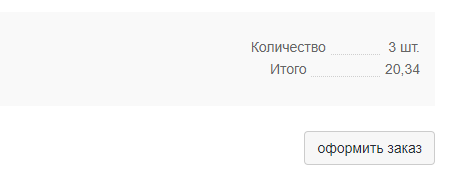 Количество 3 шт.
Итого 20,34
оформить заказ